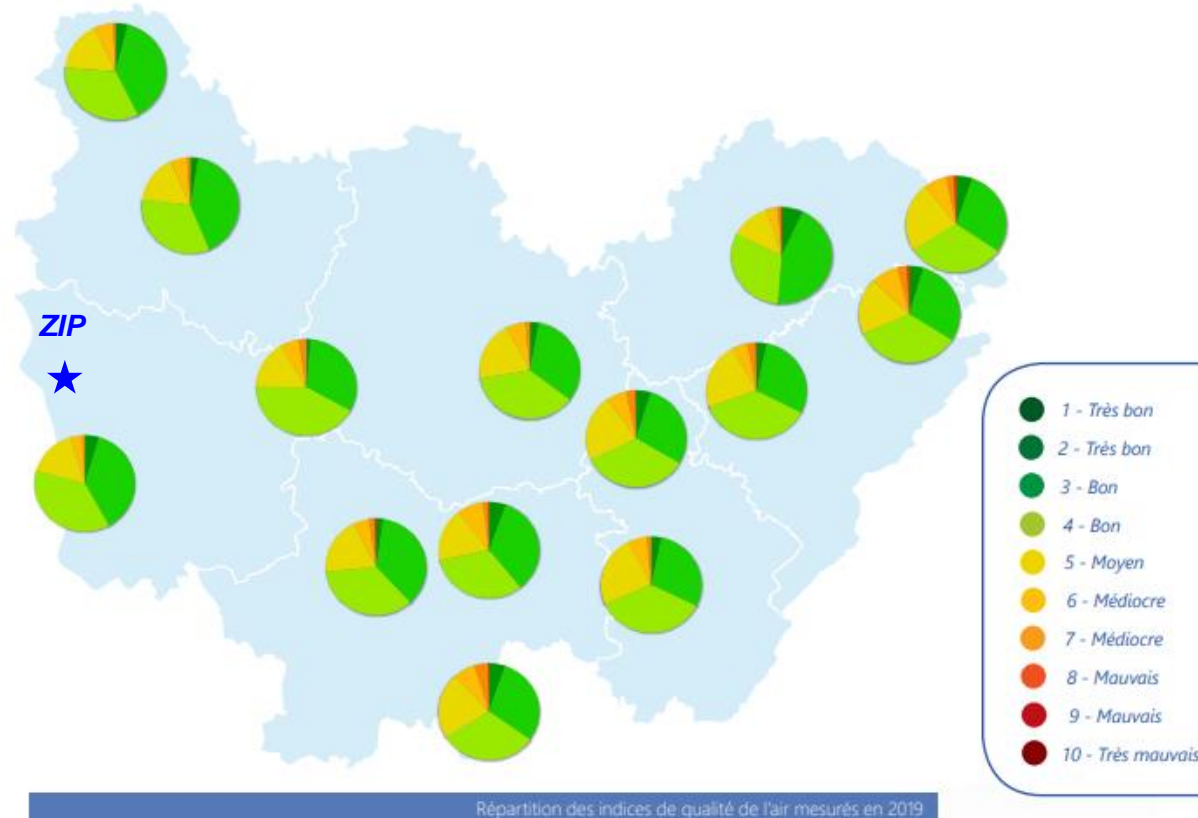 ZIP
1 - Très bon
2 - Très bon
3 - Bon
4 - Bon
5 - Moyen
6 - Médiocre
7 - Médiocre
8 - Mauvais
9 - Mauvais
10 - Très mauvais
Répartition des indices de qualité de l'air mesurés en 2019